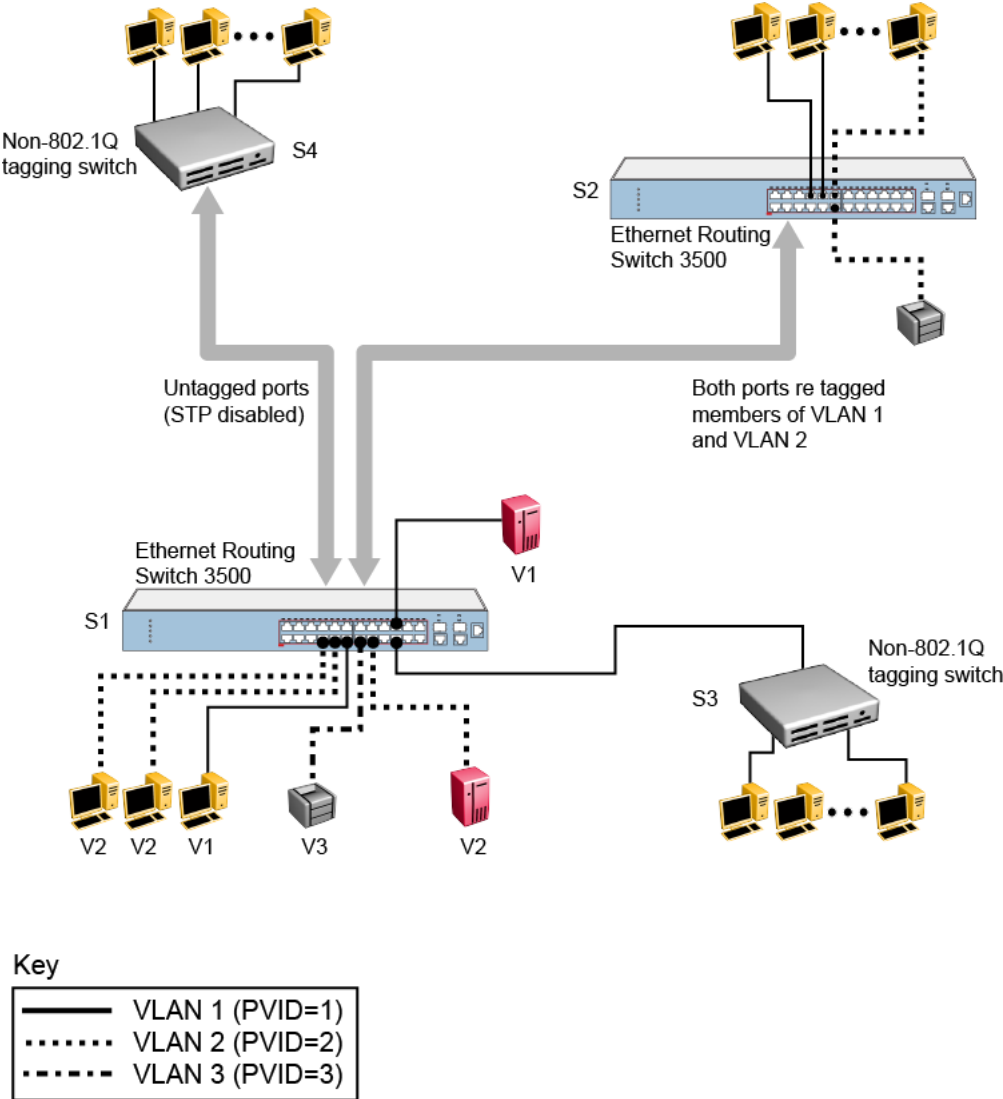 Non-802.1Q
tagging switch
S4
S2
Ethernet Routing
Switch 3500
Untagged ports
(STP disabled)
Both ports re tagged
members of VLAN 1
and VLAN 2
V1
Ethernet Routing
Switch 3500
S1
Non-802.1Q
tagging switch
S3
V2 V2 V1 V3 V2
Key
VLAN 1 (PVID=1)
VLAN 2 (PVID=2)
VLAN 3 (PVID=3)